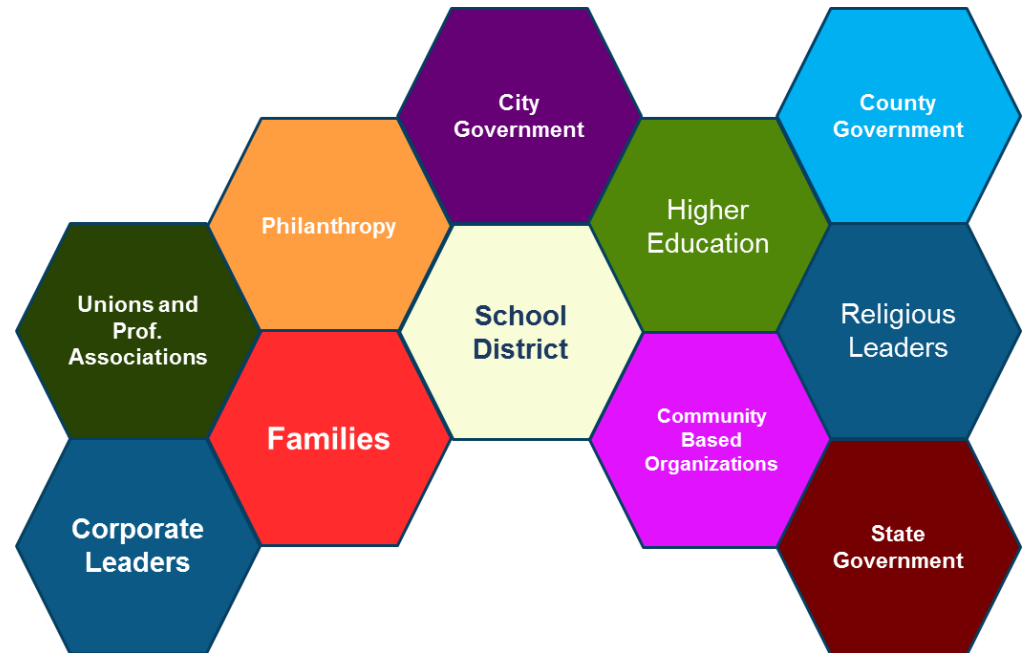 City
Government
County
Government
Philanthropy
Higher
Education
Unions and
Prof.
Associations
School
District
Religious
Leaders
Families
Community
Based
Organizations
Corporate
Leaders
State
Government